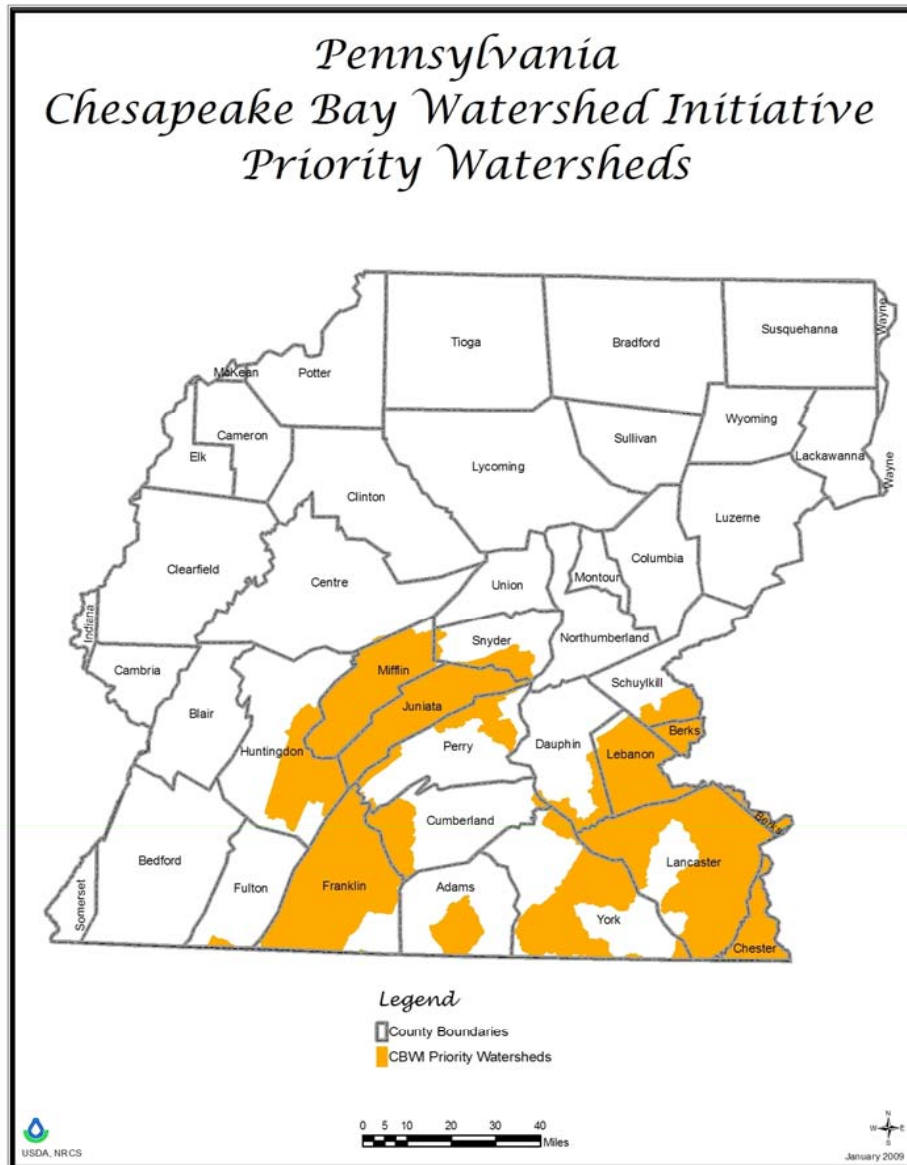 Pennsylvania
Chesapeake Bay Watershed Initiative
Priority Watersheds
Wayne
Susquehanna
Bradford
Tioga
Potter
McKean
Wyoming
Cameron
Sullivan
Lackawanna
Elk
Lycoming
Wayne
Clinton
Luzerne
Columbia
Clearfield
Montour
Centre
Union
Indiana
Snyder
Northumberland
Mifflin
Cambria
Schuylkill
Juniata
Blair
Berks
Perry
Dauphin
Huntingdon
Lebanon
Cumberland
Berks
Bedford
Lancaster
Franklin
Adams
Fulton
Somerset
York
Chester
Legend
County Boundaries
CBWI Priority Watersheds
0 5 10 20 30 40
Miles
N
W E
S
USDA, NRCS
January 2009